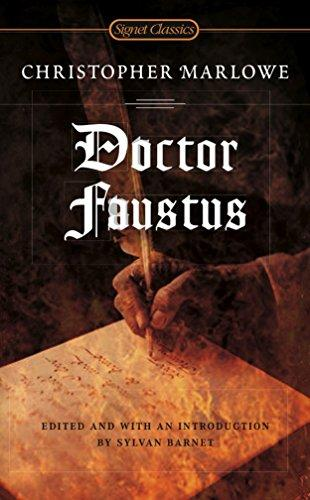 Signet Classics
CHRISTOPHER MARLOWE
Doctor
Faustus
EDITED AND WITH AN INTRODUCTION
BY SYLVAN BARNET